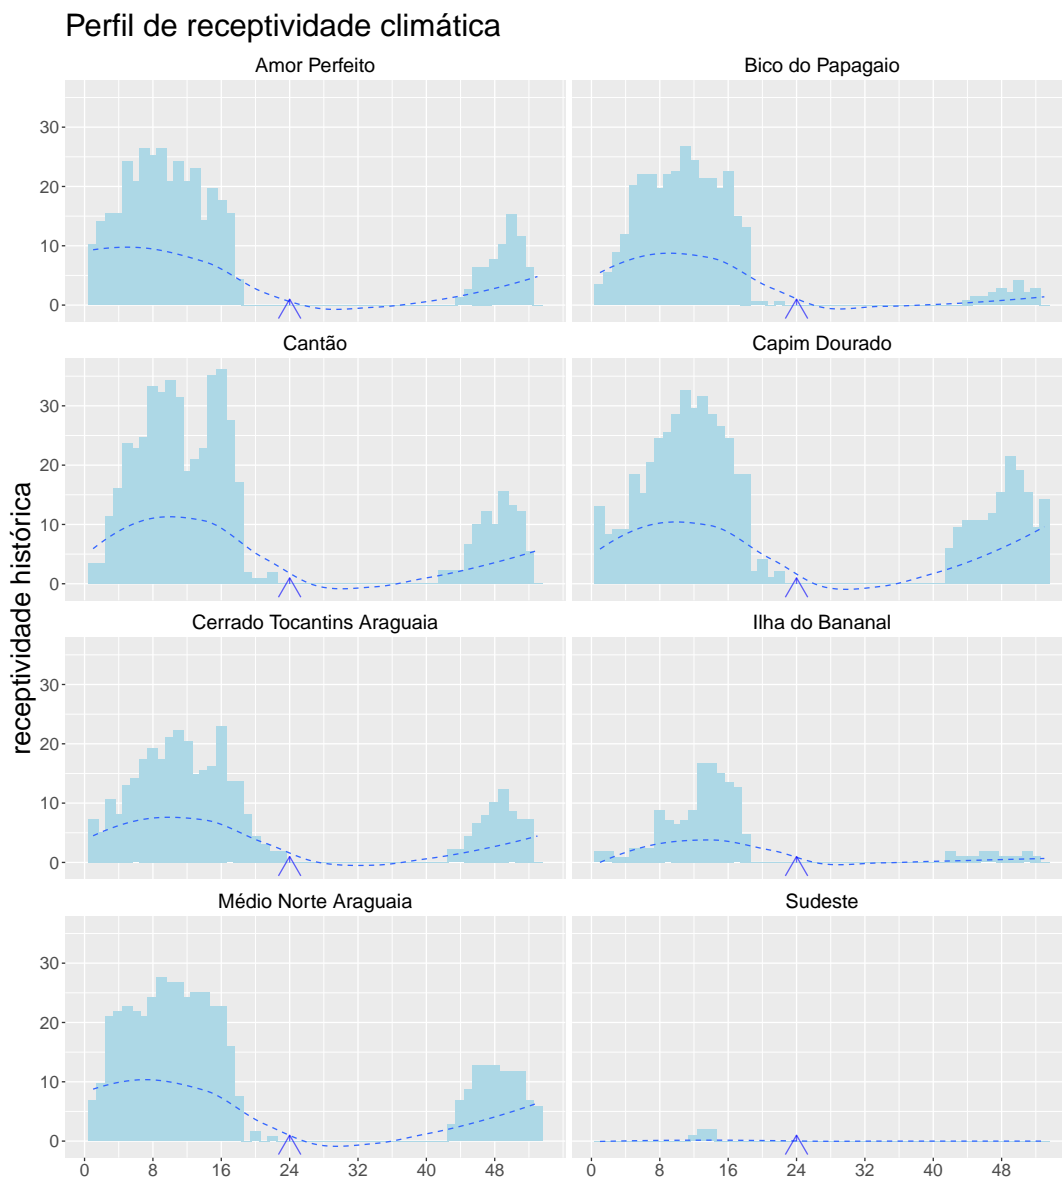 Perfil de receptividade climática
Amor Perfeito
Bico do Papagaio
30
20
10
0
Cantão
Capim Dourado
30
20
10
0
receptividade histórica
Cerrado Tocantins Araguaia
Ilha do Bananal
30
20
10
0
Médio Norte Araguaia
Sudeste
30
20
10
0
0 8 16 24 32 40 48
0 8 16 24 32 40 48